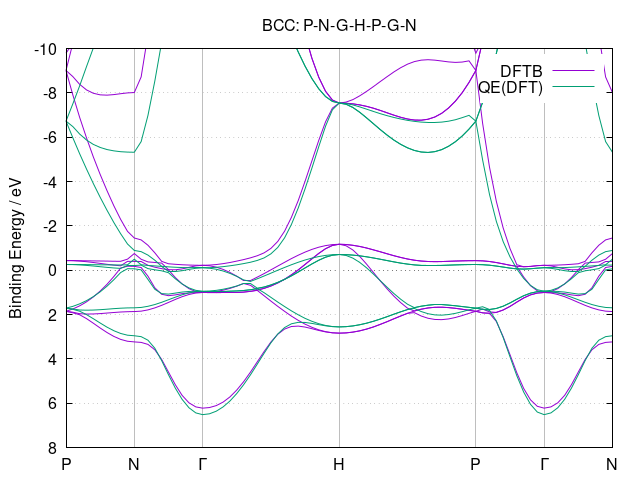 BCC: P-N-G-H-P-G-N
DFTB
QE(DFT)
Binding Energy / eV
-10
-8
-6
-4
-2
0
2
4
6
8
P N Γ H P Γ N